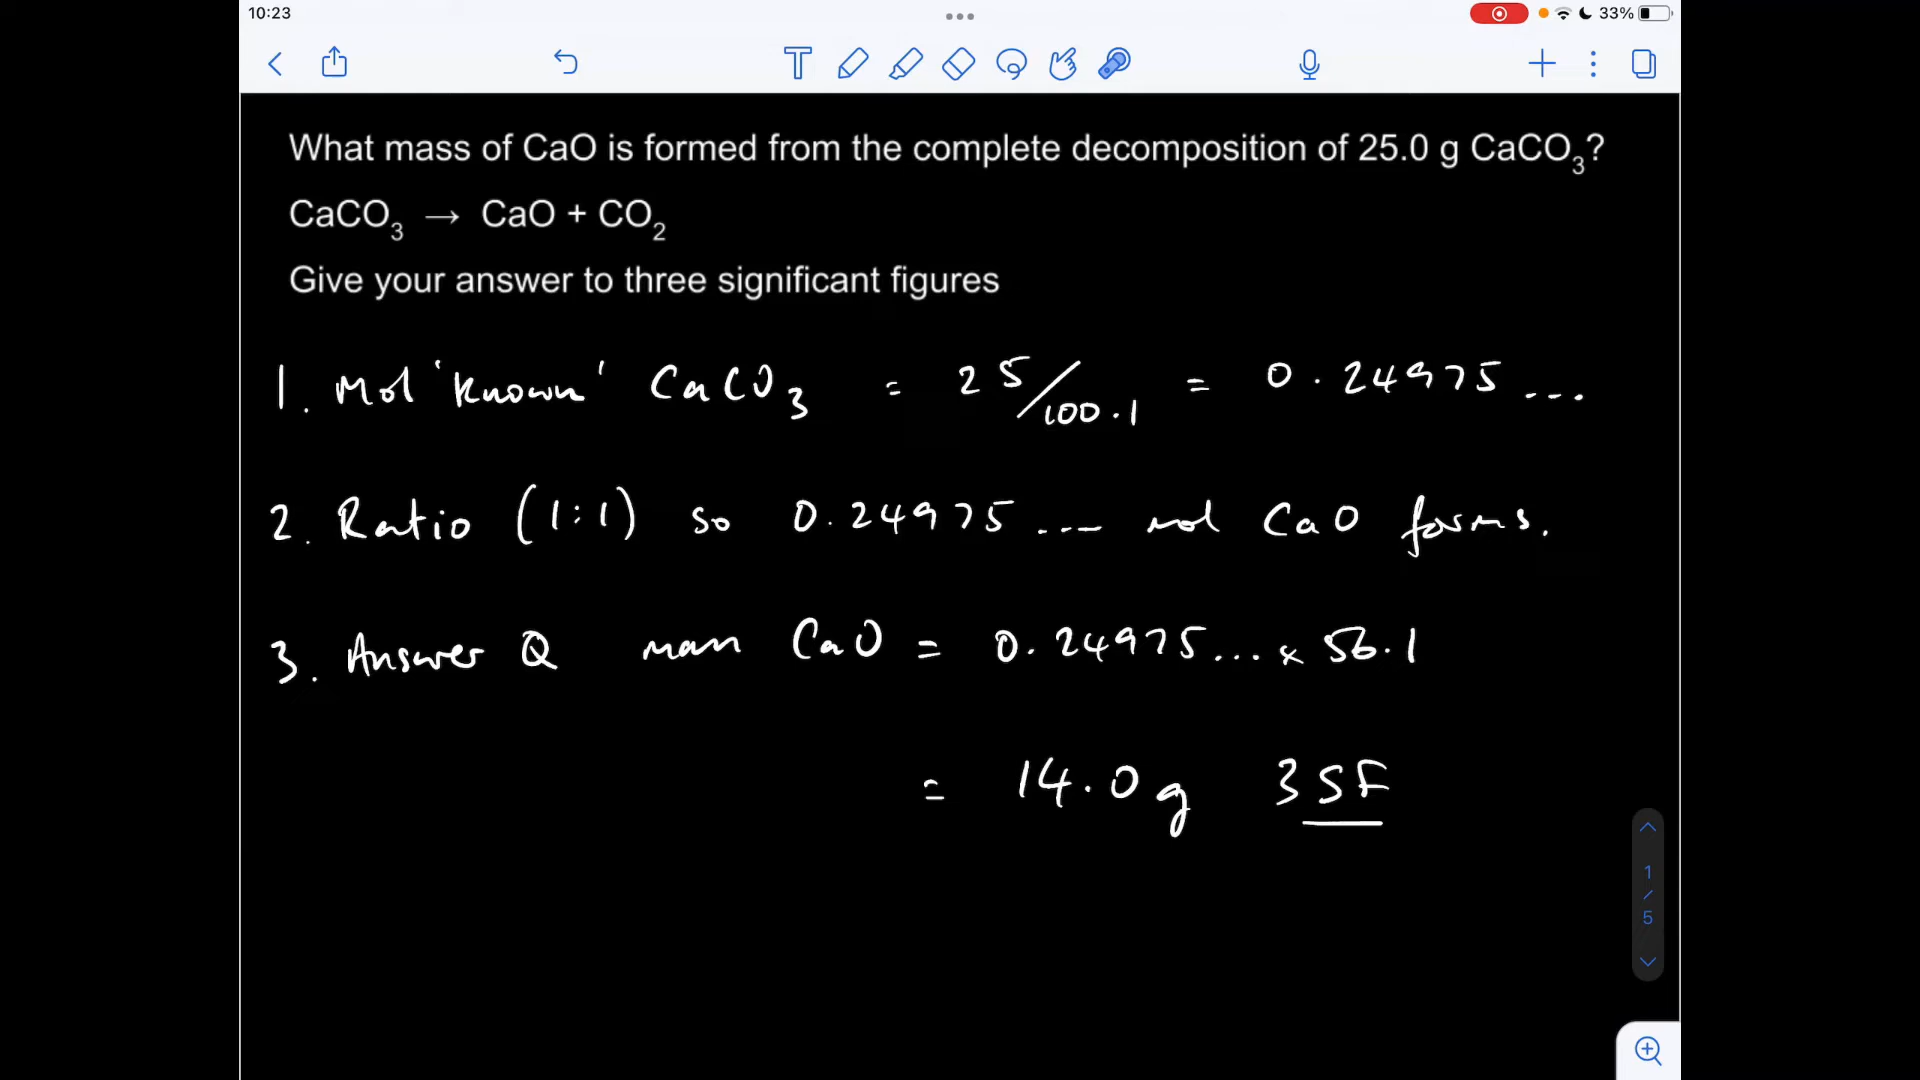 10:23
33%
What mass of CaO is formed from the complete decomposition of 25.0 g CaCO₃?
CaCO₃ → CaO + CO₂
Give your answer to three significant figures
1. Mol 'known' CaCO₃ = 25/100.1 = 0.24975...
2. Ratio (1:1) so 0.24975... mol CaO forms.
3. Answer Q mass CaO = 0.24975... x 56.1
= 14.0g 3 SF
1
/
5